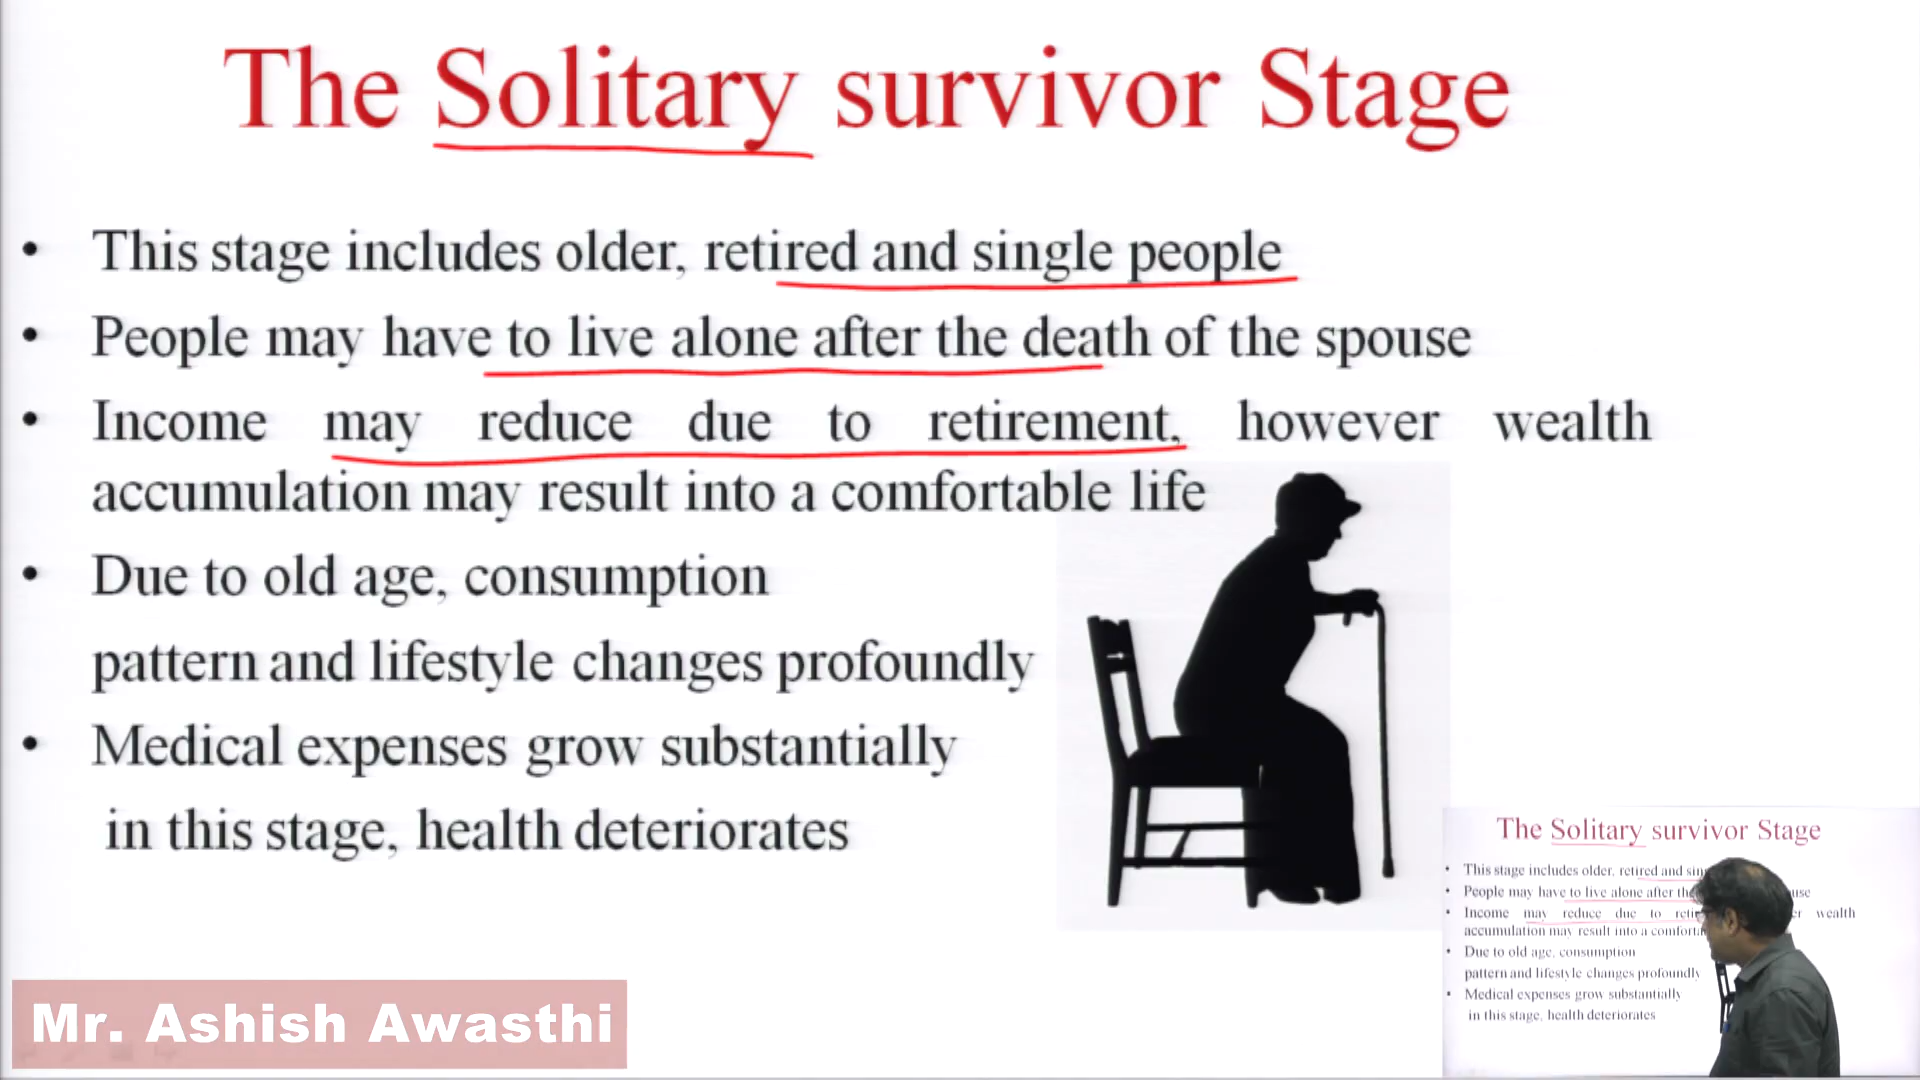 The Solitary survivor Stage
• This stage includes older, retired and single people
• People may have to live alone after the death of the spouse
• Income may reduce due to retirement, however wealth
accumulation may result into a comfortable life
• Due to old age, consumption
pattern and lifestyle changes profoundly
• Medical expenses grow substantially
in this stage, health deteriorates
Mr. Ashish Awasthi
The Solitary survivor Stage
• This stage includes older, retired and
• People may have to live alone after
• Income may reduce due to wealth
accumulation may result into a
• Due to old age, consumption
pattern and lifestyle changes profoundly
• Medical expenses grow substantially
in this stage, health deteriorates